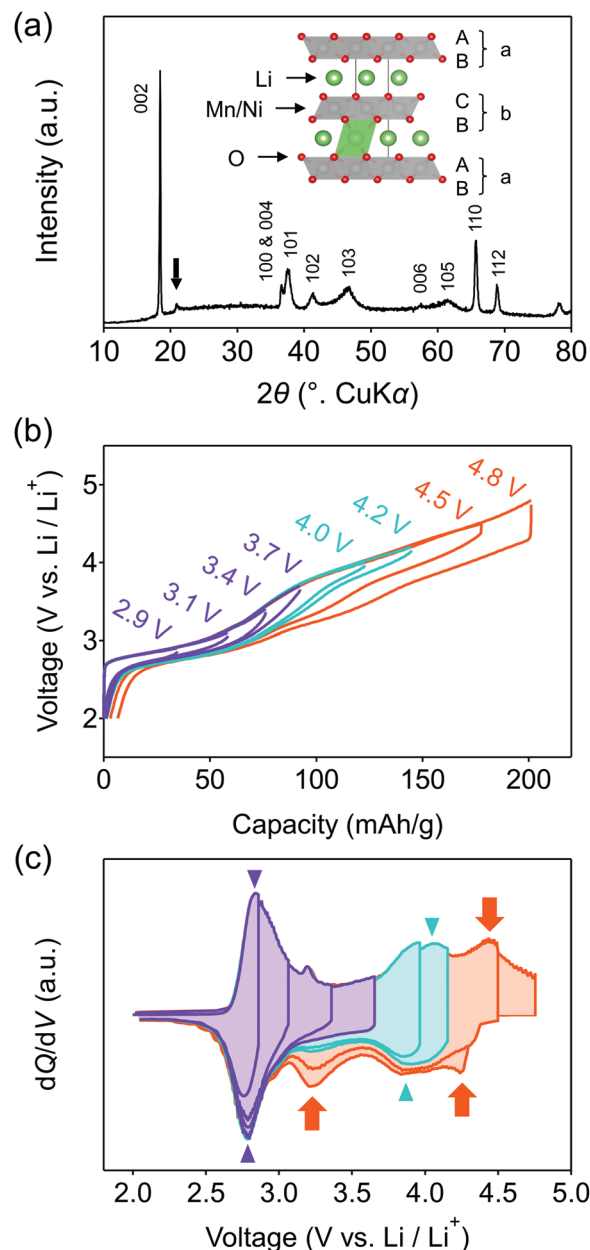 (a)
Intensity (a.u.)
002
100 & 004
101
102
103
006
105
110
112
Li
Mn/Ni
O
A
B
a
C
B
b
A
B
a
10 20 30 40 50 60 70 80
2θ (°. CuKα)
(b)
Voltage (V vs. Li / Li⁺)
5
4
3
2
2.9 V
3.1 V
3.4 V
3.7 V
4.0 V
4.2 V
4.5 V
4.8 V
0 50 100 150 200
Capacity (mAh/g)
(c)
dQ/dV (a.u.)
2.0 2.5 3.0 3.5 4.0 4.5 5.0
Voltage (V vs. Li / Li⁺)